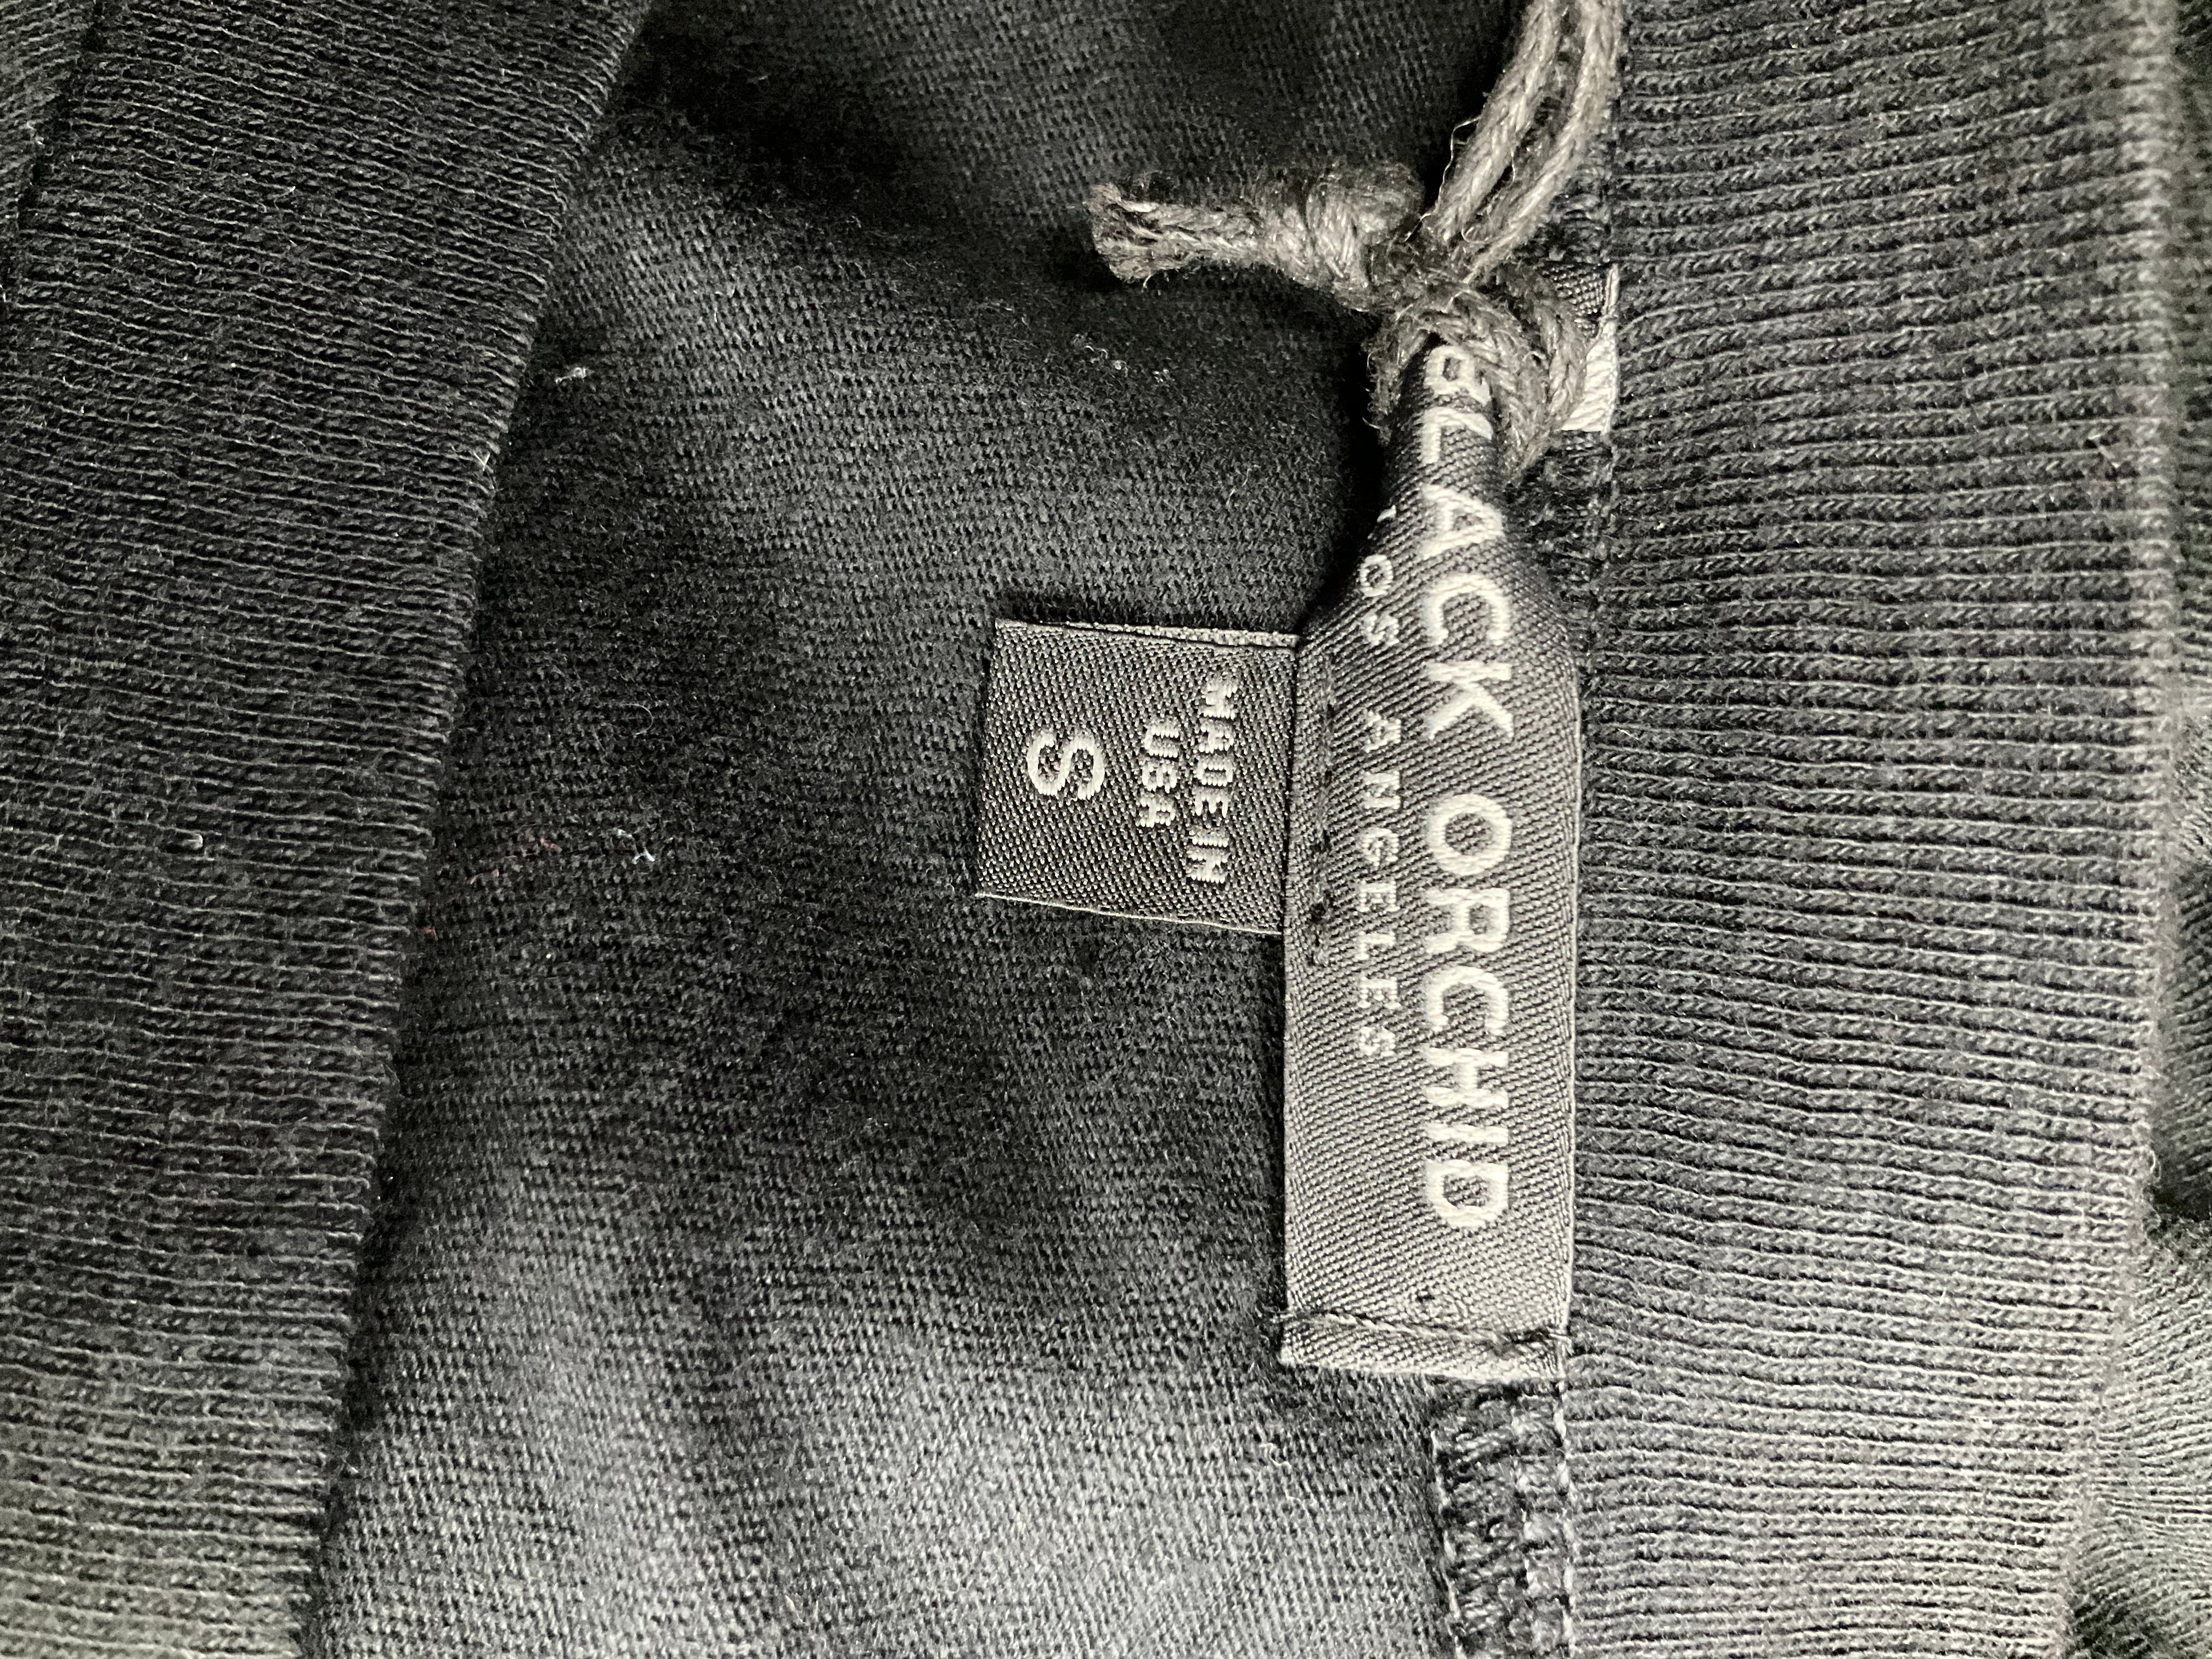 BLACK ORCHID
LOS ANGELES
MADE IN
USA
S